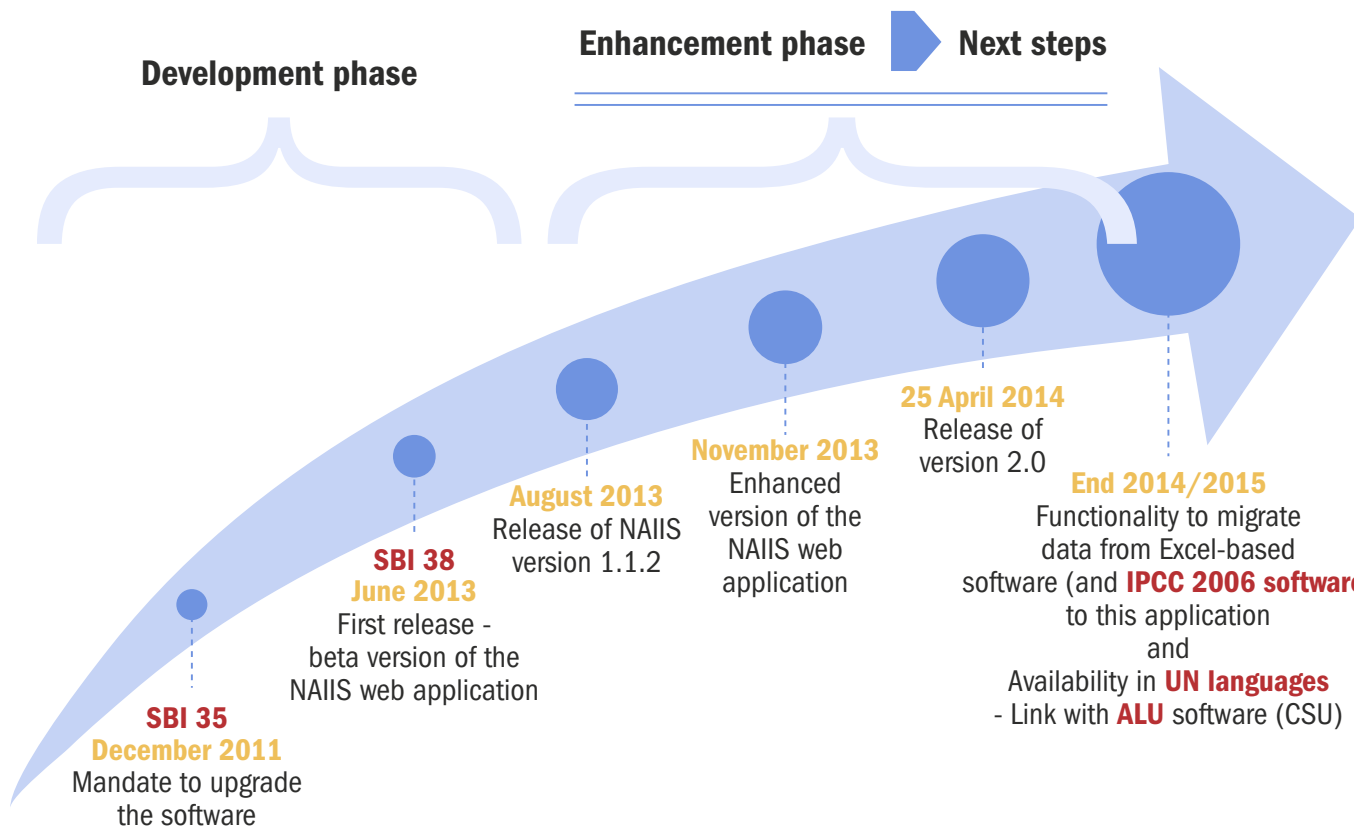 Development phase
Enhancement phase
Next steps
SBI 35
December 2011
Mandate to upgrade
the software
SBI 38
June 2013
First release -
beta version of the
NAIIS web application
August 2013
Release of NAIIS
version 1.1.2
November 2013
Enhanced
version of the
NAIIS web
application
25 April 2014
Release of
version 2.0
End 2014/2015
Functionality to migrate
data from Excel-based
software (and IPCC 2006 software
to this application
and
Availability in UN languages
- Link with ALU software (CSU)